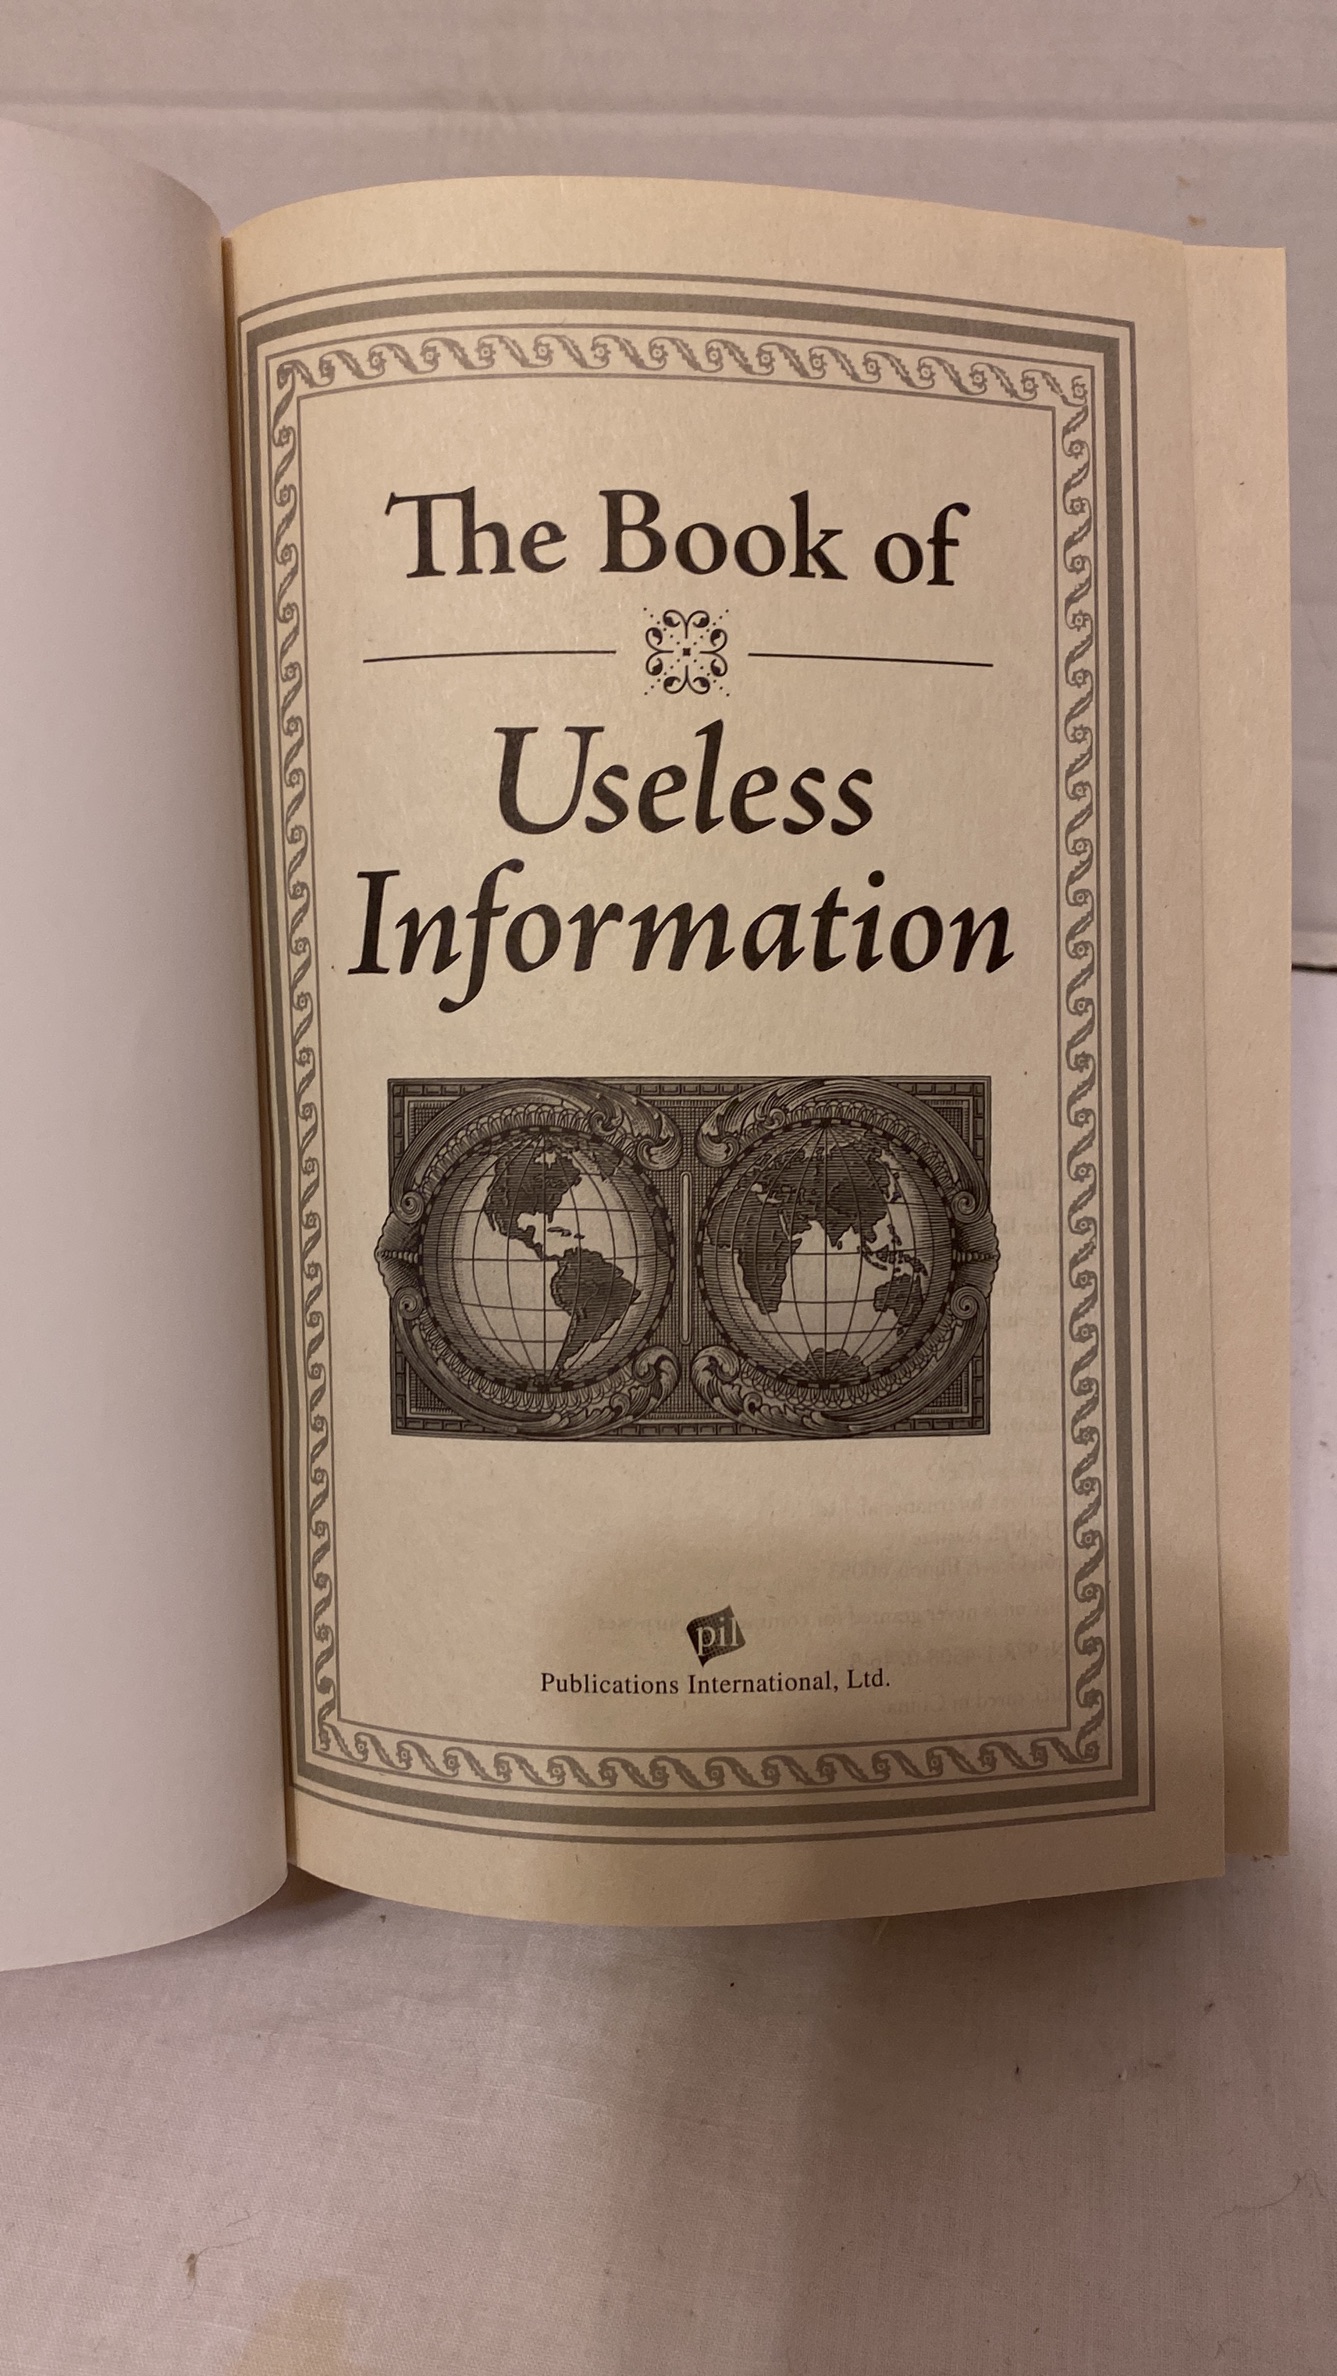 The Book of
Useless
Information
pil
Publications International, Ltd.